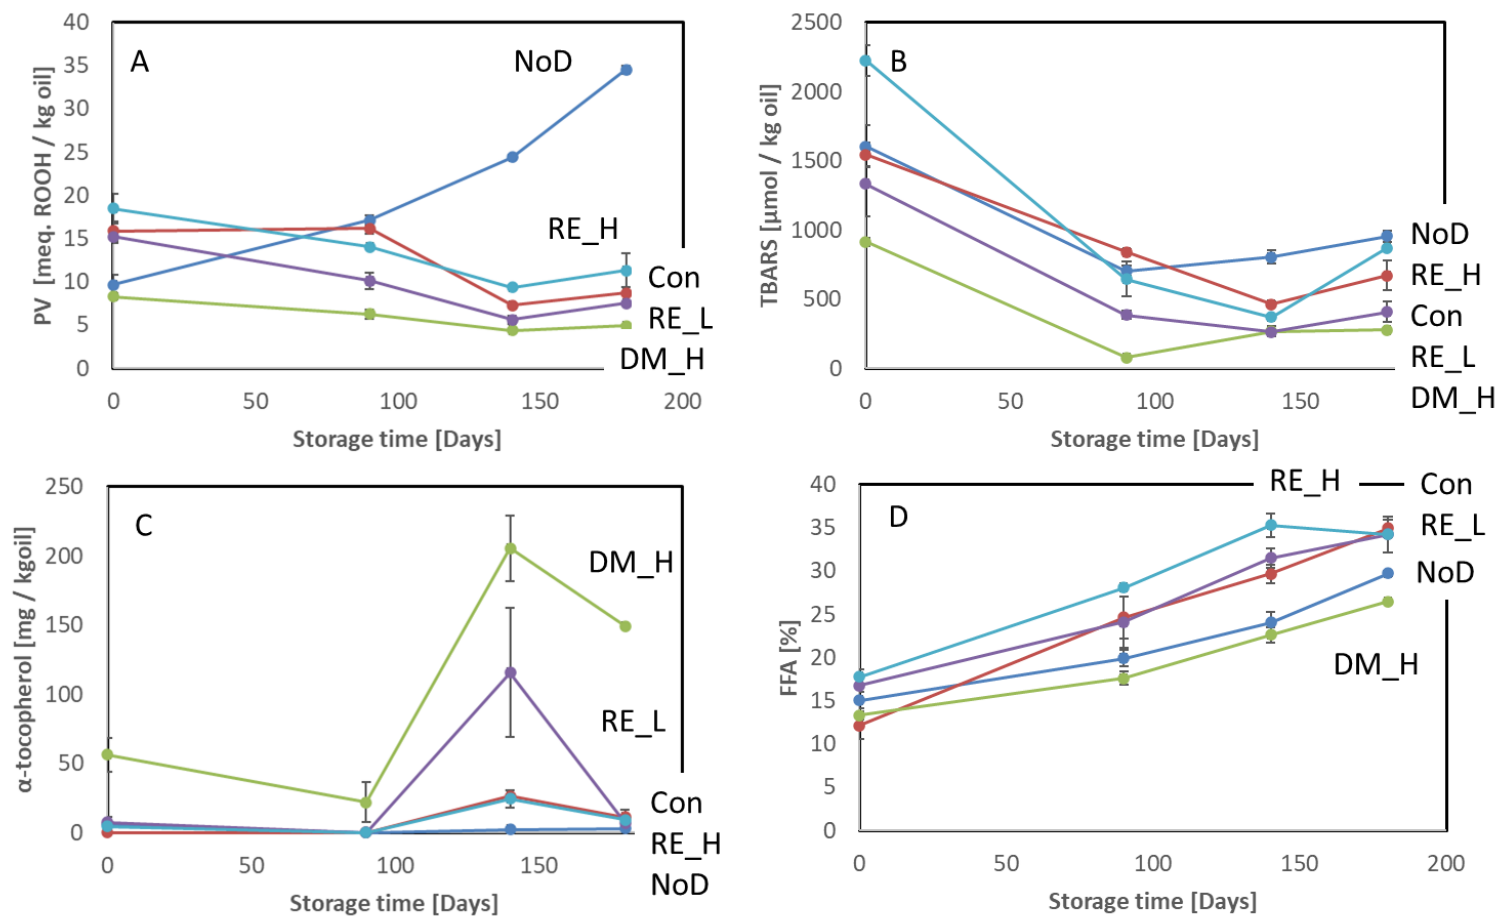 40
35
30
25
20
15
10
5
0
PV [meq. ROOH / kg oil]
A
NoD
RE_H
Con
RE_L
DM_H
0 50 100 150 200
Storage time [Days]
2500
2000
1500
1000
500
0
TBARS [µmol / kg oil]
B
NoD
RE_H
Con
RE_L
DM_H
0 50 100 150
Storage time [Days]
250
200
150
100
50
0
α-tocopherol [mg / kgoil]
C
DM_H
RE_L
Con
RE_H
NoD
0 50 100 150
Storage time [Days]
40
35
30
25
20
15
10
5
0
FFA [%]
D
RE_H
Con
RE_L
NoD
DM_H
0 50 100 150 200
Storage time [Days]